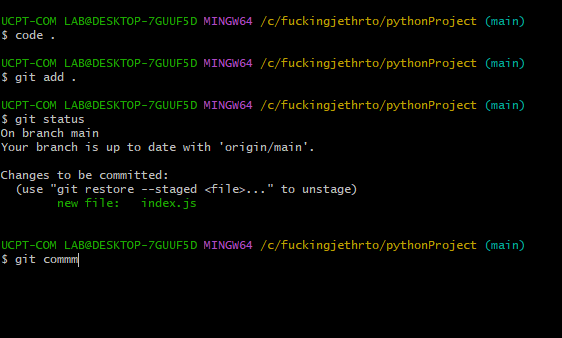 UCPT-COM LAB@DESKTOP-7GUUF5D MINGW64 /c/fuckingjethrto/pythonProject (main)
$ code .
UCPT-COM LAB@DESKTOP-7GUUF5D MINGW64 /c/fuckingjethrto/pythonProject (main)
$ git add .
UCPT-COM LAB@DESKTOP-7GUUF5D MINGW64 /c/fuckingjethrto/pythonProject (main)
$ git status
On branch main
Your branch is up to date with 'origin/main'.
Changes to be committed:
  (use "git restore --staged <file>..." to unstage)
        new file:   index.js
UCPT-COM LAB@DESKTOP-7GUUF5D MINGW64 /c/fuckingjethrto/pythonProject (main)
$ git commm